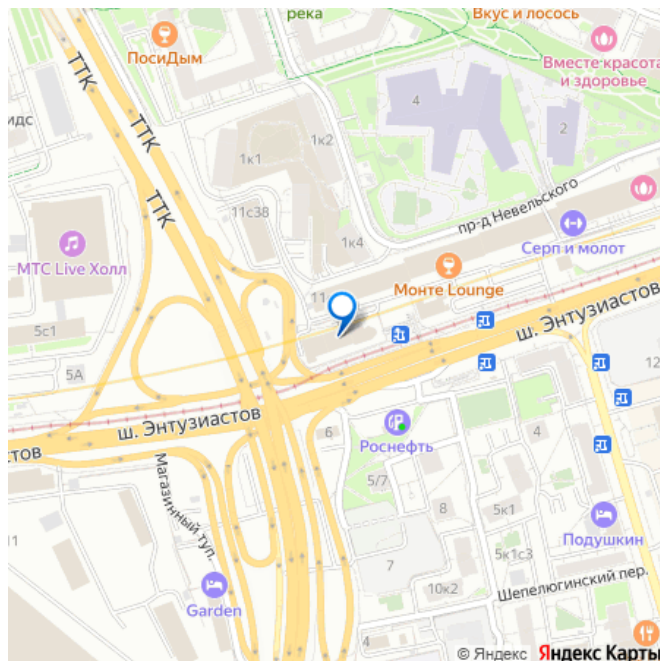 река
Вкус и лосось
ПосиДым
Вместе красота
и здоровье
ТТК
4
идс
ТТК
1к2
2
1к1
ТТК
пр-д Невельского
11с38
Серп и молот
1к4
МТС Live Холл
Монте Lounge
11
5с1
ш. Энтузиастов
5А
12
ш. Энтузиастов
стов
6
Роснефть
4
Магазинный туп.
5/7
11
8
5к1
Подушкин
5к1с3
7
Garden
10к2
Шепелюгинский пер.
4
© Яндекс Яндекс Карты